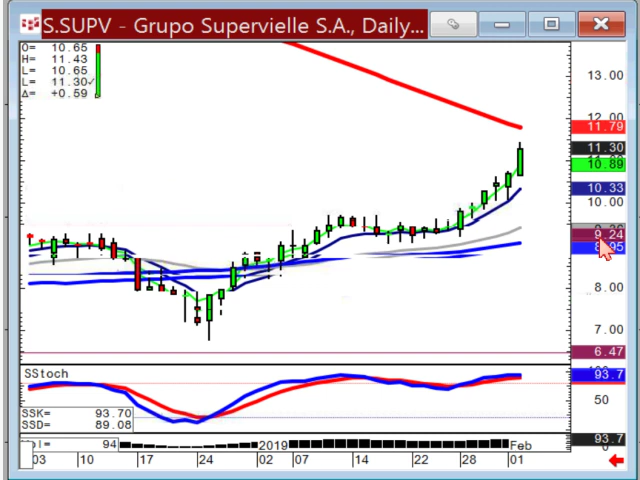 S.SUPV - Grupo Supervielle S.A., Daily...
O= 10.65
H= 11.43
L= 10.65
L= 11.30✓
Δ= +0.59
13.00
12.00
11.79
11.30
10.89
10.33
10.00
9.24
8.95
8.00
7.00
6.47
SStoch
93.7
50
SSK= 93.70
SSD= 89.08
94
2019
Feb
93.7
03 10 17 24 02 07 14 22 28 01